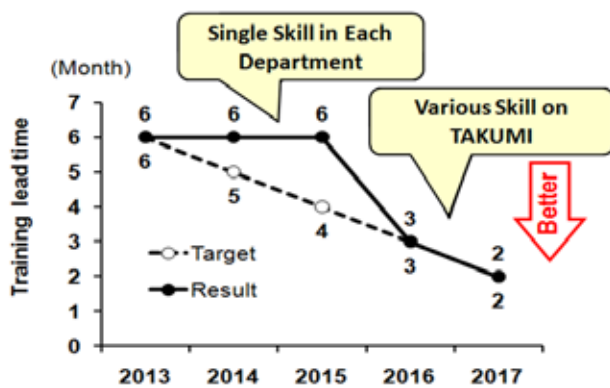 Single Skill in Each
Department
(Month)
Various Skill on
TAKUMI
Better
Training lead time
7
6
5
4
3
2
1
0
6 6 6
6
5
4
3
3
2
2
Target
Result
2013 2014 2015 2016 2017